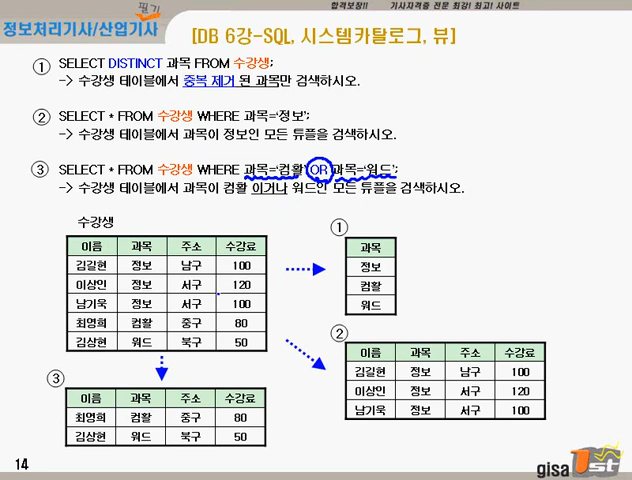 합격보장!! 기사자격증 전문 최강! 최고! 사이트
필기
정보처리기사/산업기사
[DB 6강-SQL, 시스템카탈로그, 뷰]
① SELECT DISTINCT 과목 FROM 수강생;
-> 수강생 테이블에서 중복 제거 된 과목만 검색하시오.
② SELECT * FROM 수강생 WHERE 과목='정보';
-> 수강생 테이블에서 과목이 정보인 모든 튜플을 검색하시오.
③ SELECT * FROM 수강생 WHERE 과목='컴활' OR 과목='워드';
-> 수강생 테이블에서 과목이 컴활 이거나 워드인 모든 튜플을 검색하시오.
수강생
이름 과목 주소 수강료
김길현 정보 남구 100
이상인 정보 서구 120
남기욱 정보 서구 100
최영희 컴활 중구 80
김상현 워드 북구 50
①
과목
정보
컴활
워드
②
이름 과목 주소 수강료
김길현 정보 남구 100
이상인 정보 서구 120
남기욱 정보 서구 100
③
이름 과목 주소 수강료
최영희 컴활 중구 80
김상현 워드 북구 50
14
gisa 1st